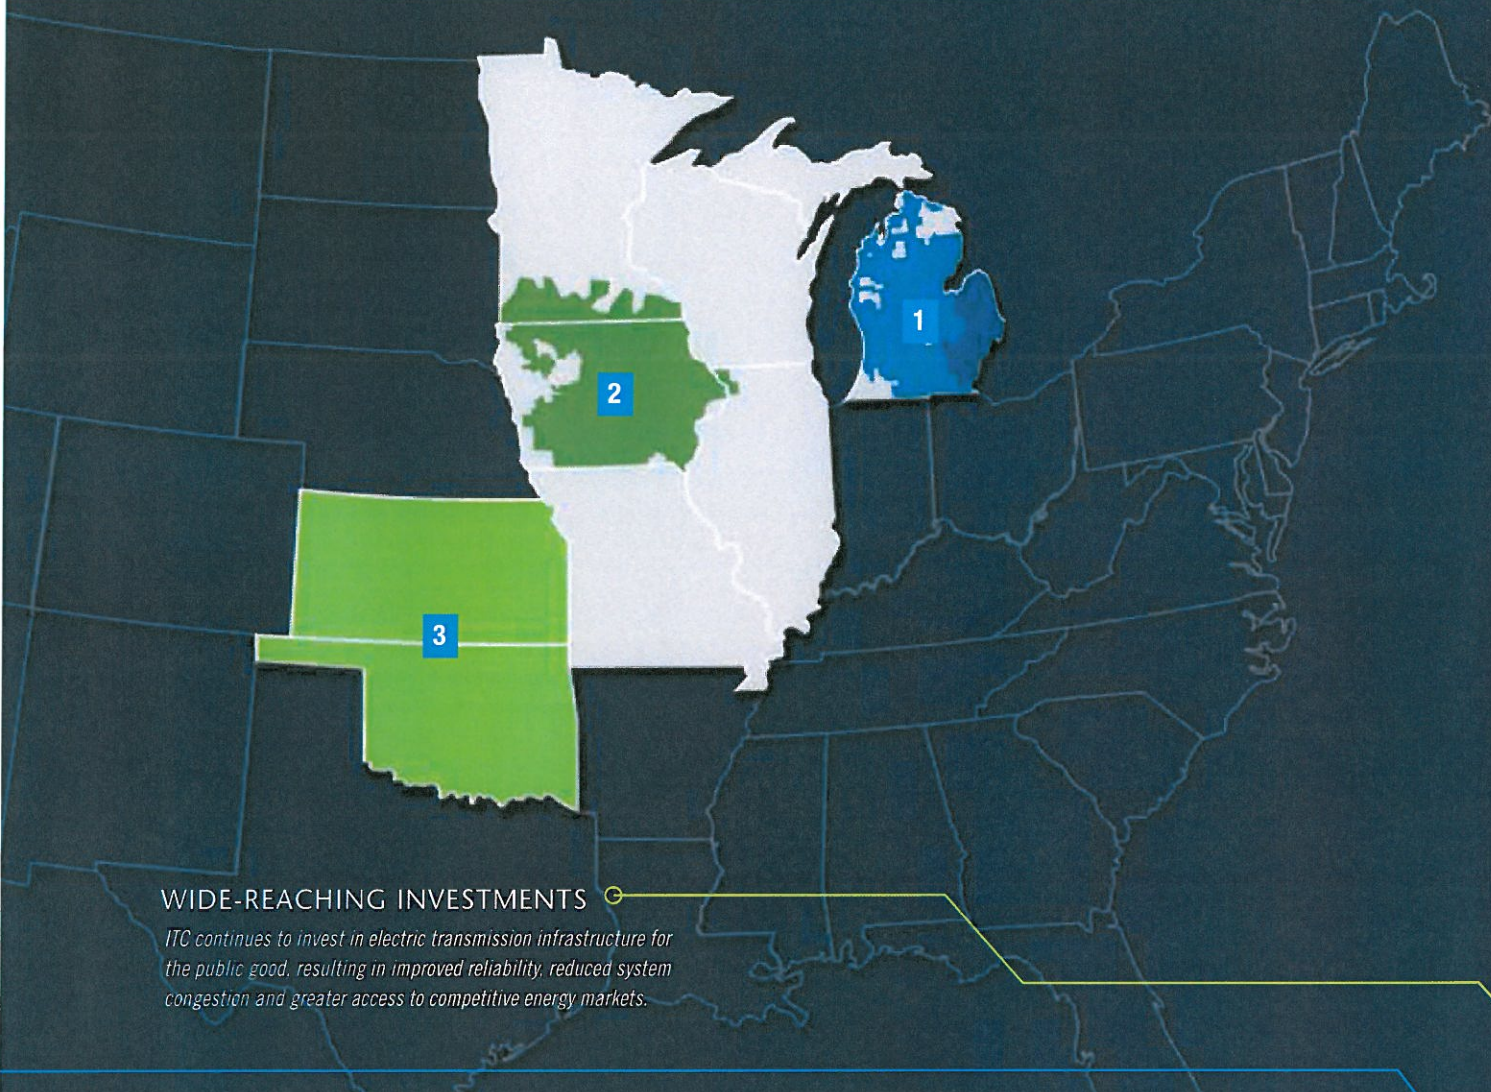 1
2
3
WIDE-REACHING INVESTMENTS
ITC continues to invest in electric transmission infrastructure for
the public good, resulting in improved reliability, reduced system
congestion and greater access to competitive energy markets.